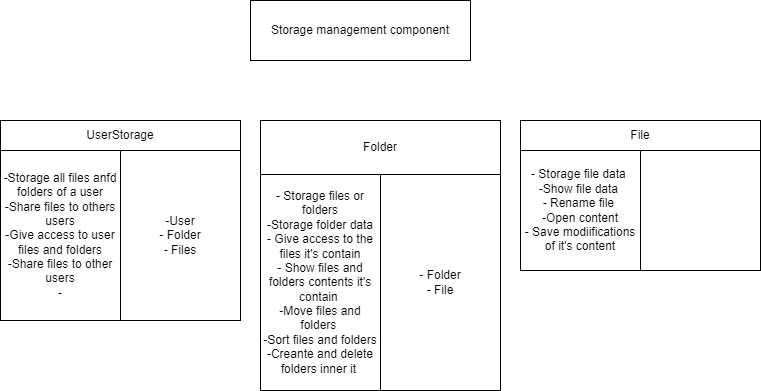 Storage management component
UserStorage
-Storage all files anfd
folders of a user
-Share files to others
users
-Give access to user
files and folders
-Share files to other
users
-
-User
- Folder
- Files
Folder
- Storage files or
folders
-Storage folder data
- Give access to the
files it's contain
- Show files and
folders contents it's
contain
-Move files and
folders
-Sort files and folders
-Creante and delete
folders inner it
- Folder
- File
File
- Storage file data
-Show file data
- Rename file
-Open content
- Save modiifications
of it's content